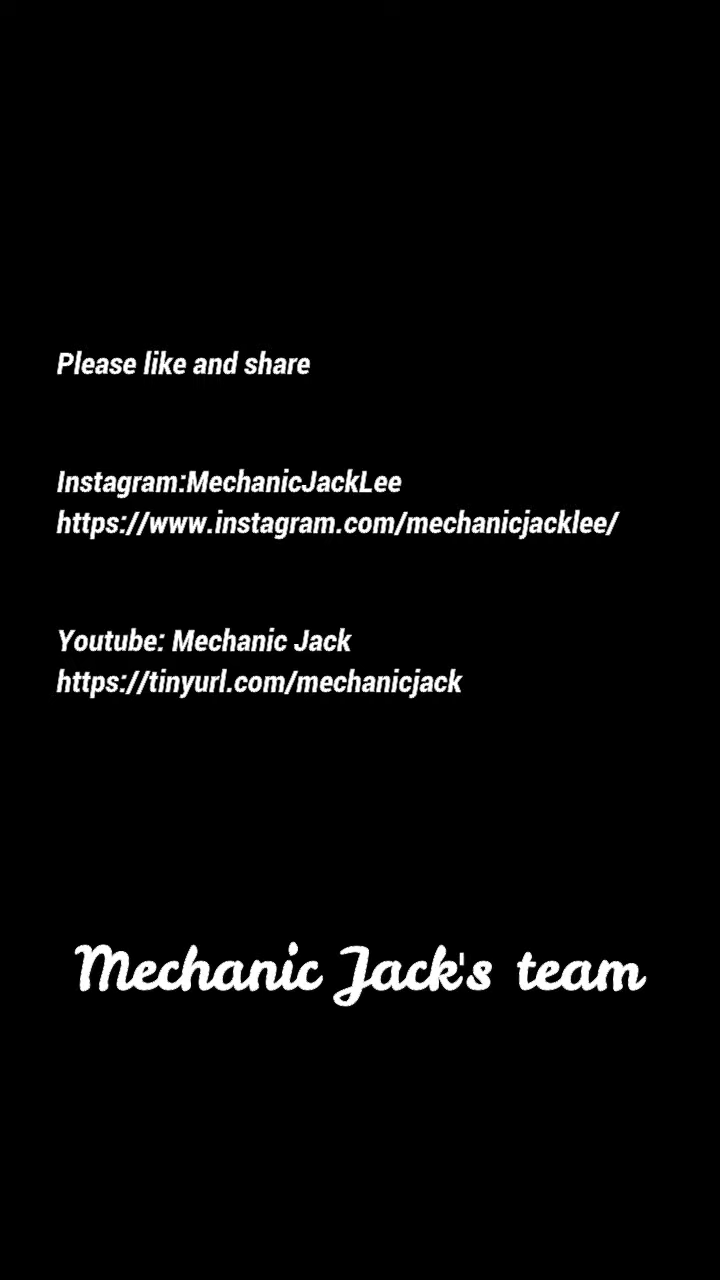 Please like and share
Instagram:MechanicJackLee
https://www.instagram.com/mechanicjacklee/
Youtube: Mechanic Jack
https://tinyurl.com/mechanicjack
Mechanic Jack's team